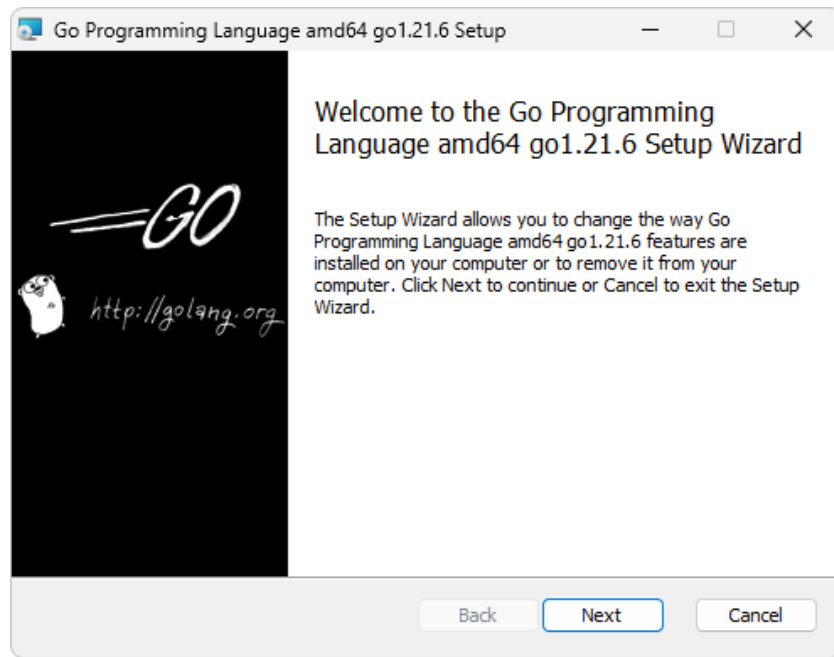 Go Programming Language amd64 go1.21.6 Setup
GO
http://golang.org
Welcome to the Go Programming
Language amd64 go1.21.6 Setup Wizard
The Setup Wizard allows you to change the way Go
Programming Language amd64 go1.21.6 features are
installed on your computer or to remove it from your
computer. Click Next to continue or Cancel to exit the Setup
Wizard.
Back Next Cancel